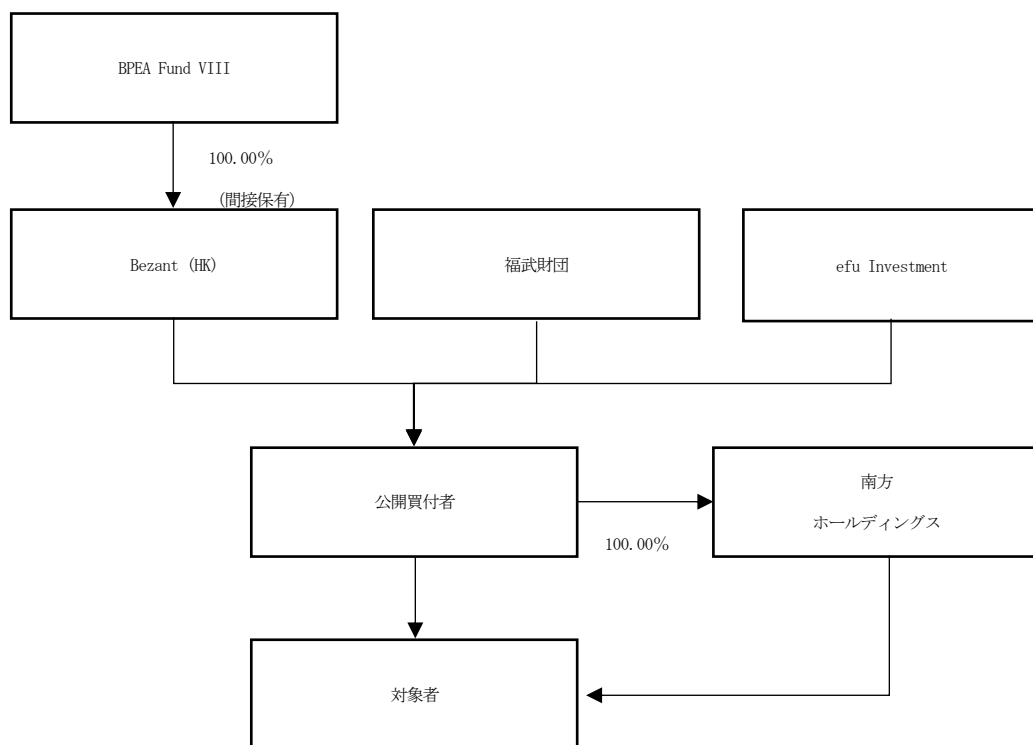 BPEA Fund VIII
100.00%
(間接保有)
Bezant (HK)
福武財団
efu Investment
公開買付者
南方
ホールディングス
100.00%
対象者